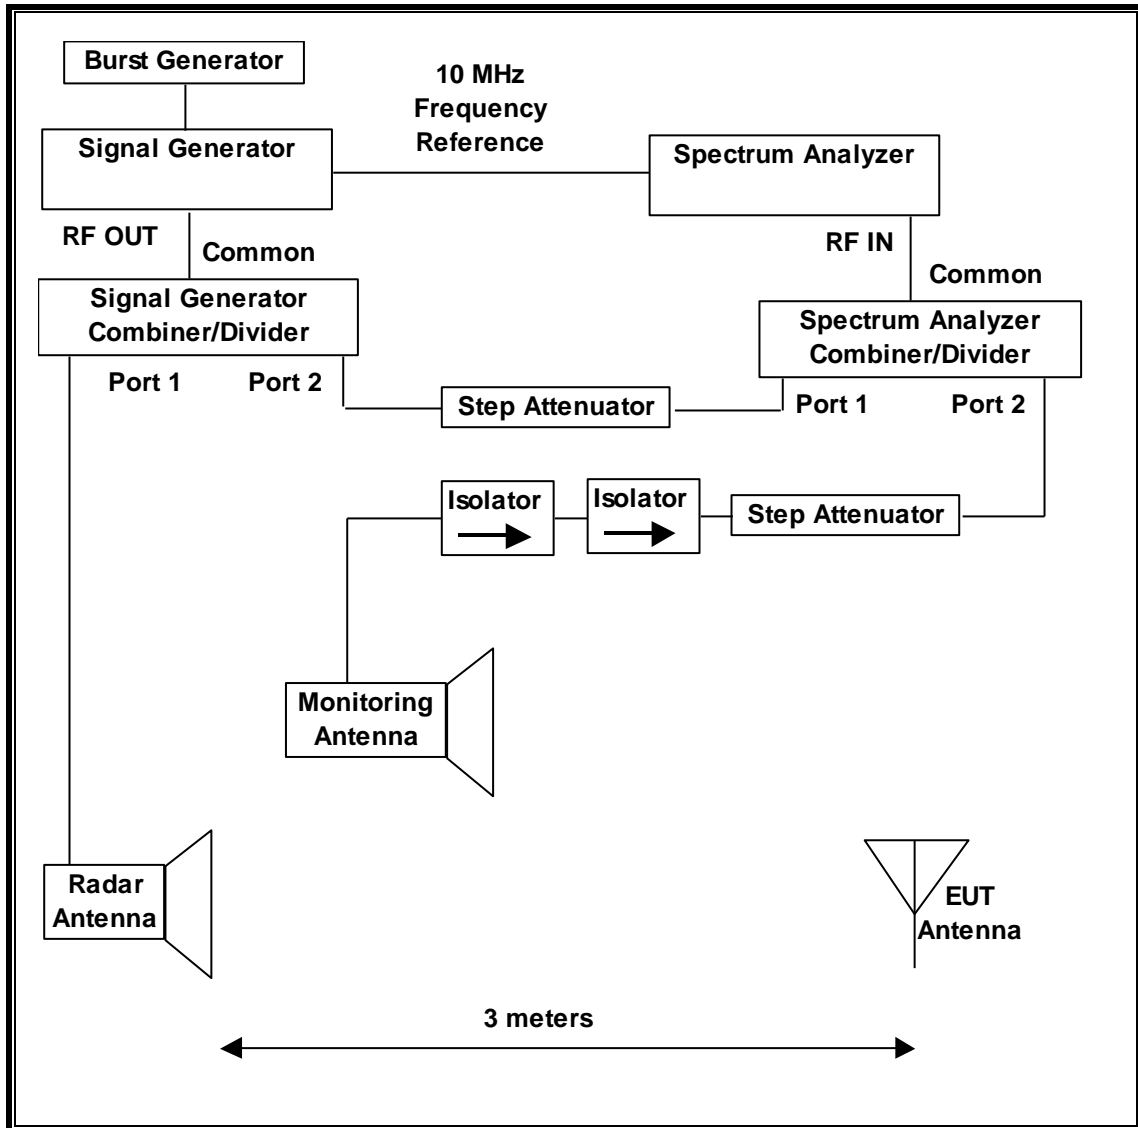 Burst Generator
10 MHz
Frequency
Reference
Signal Generator
Spectrum Analyzer
RF OUT
Common
RF IN
Common
Signal Generator
Combiner/Divider
Spectrum Analyzer
Combiner/Divider
Port 1
Port 2
Step Attenuator
Port 1
Port 2
Isolator
Isolator
Step Attenuator
Monitoring
Antenna
Radar
Antenna
EUT
Antenna
3 meters